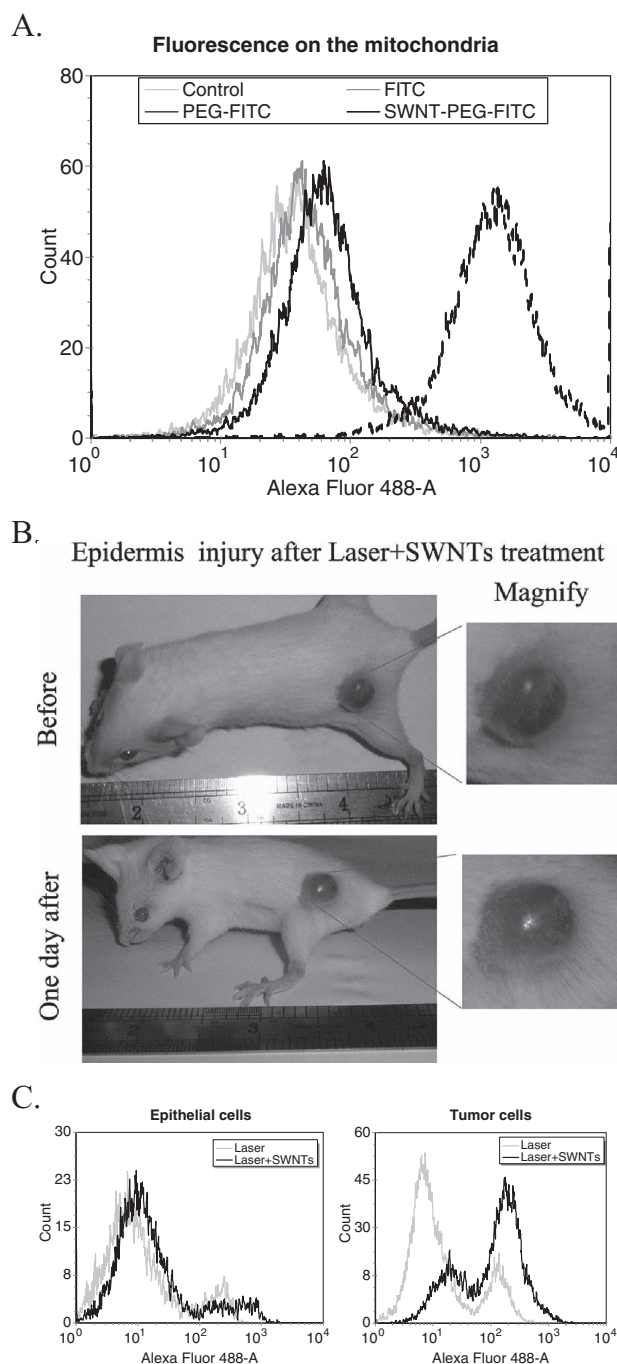 A.
Fluorescence on the mitochondria
80
60
40
20
0
Count
Control
FITC
PEG-FITC
SWNT-PEG-FITC
10^0
10^1
10^2
10^3
10^4
Alexa Fluor 488-A
B.
Epidermis injury after Laser+SWNTs treatment
Magnify
Before
2
3
MADE IN CHINA
4
One day after
2
3
4
C.
Epithelial cells
30
23
15
8
0
Count
Laser
Laser+SWNTs
10^0
10^1
10^2
10^3
10^4
Alexa Fluor 488-A
Tumor cells
60
45
30
8
0
Count
Laser
Laser+SWNTs
10^0
10^1
10^2
10^3
10^4
Alexa Fluor 488-A